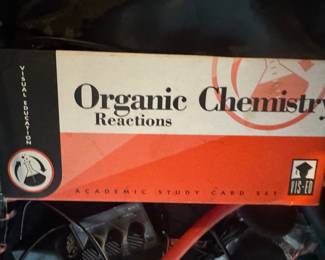 VISUAL EDUCATION
Organic Chemistry
Reactions
ACADEMIC STUDY CARD SET
VIS-ED